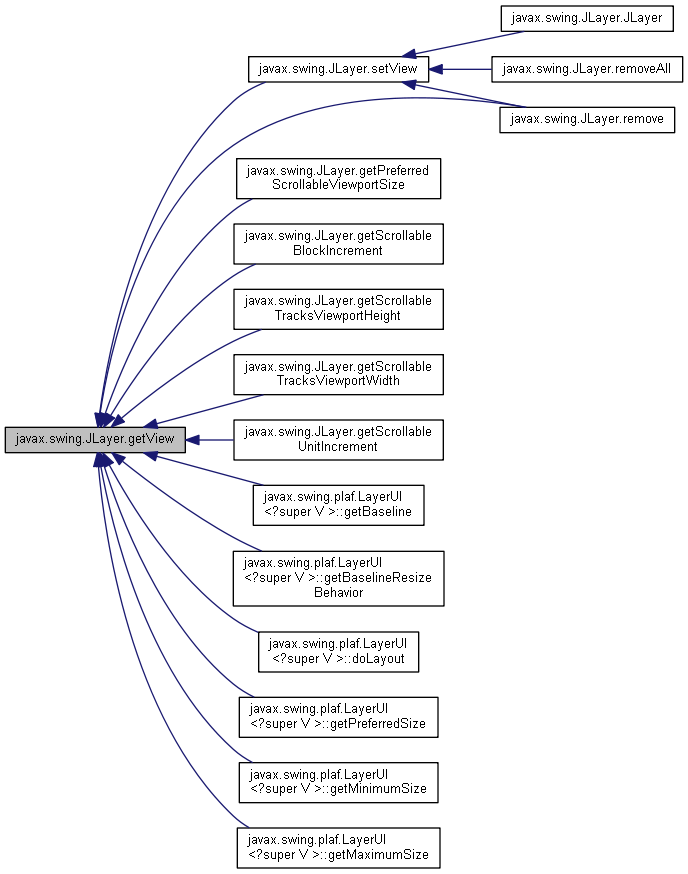 javax.swing.JLayer.JLayer
javax.swing.JLayer.setView
javax.swing.JLayer.removeAll
javax.swing.JLayer.remove
javax.swing.JLayer.getPreferred
ScrollableViewportSize
javax.swing.JLayer.getScrollable
BlockIncrement
javax.swing.JLayer.getScrollable
TracksViewportHeight
javax.swing.JLayer.getScrollable
TracksViewportWidth
javax.swing.JLayer.getView
javax.swing.JLayer.getScrollable
UnitIncrement
javax.swing.plaf.LayerUI
<?super V >::getBaseline
javax.swing.plaf.LayerUI
<?super V >::getBaselineResize
Behavior
javax.swing.plaf.LayerUI
<?super V >::doLayout
javax.swing.plaf.LayerUI
<?super V >::getPreferredSize
javax.swing.plaf.LayerUI
<?super V >::getMinimumSize
javax.swing.plaf.LayerUI
<?super V >::getMaximumSize